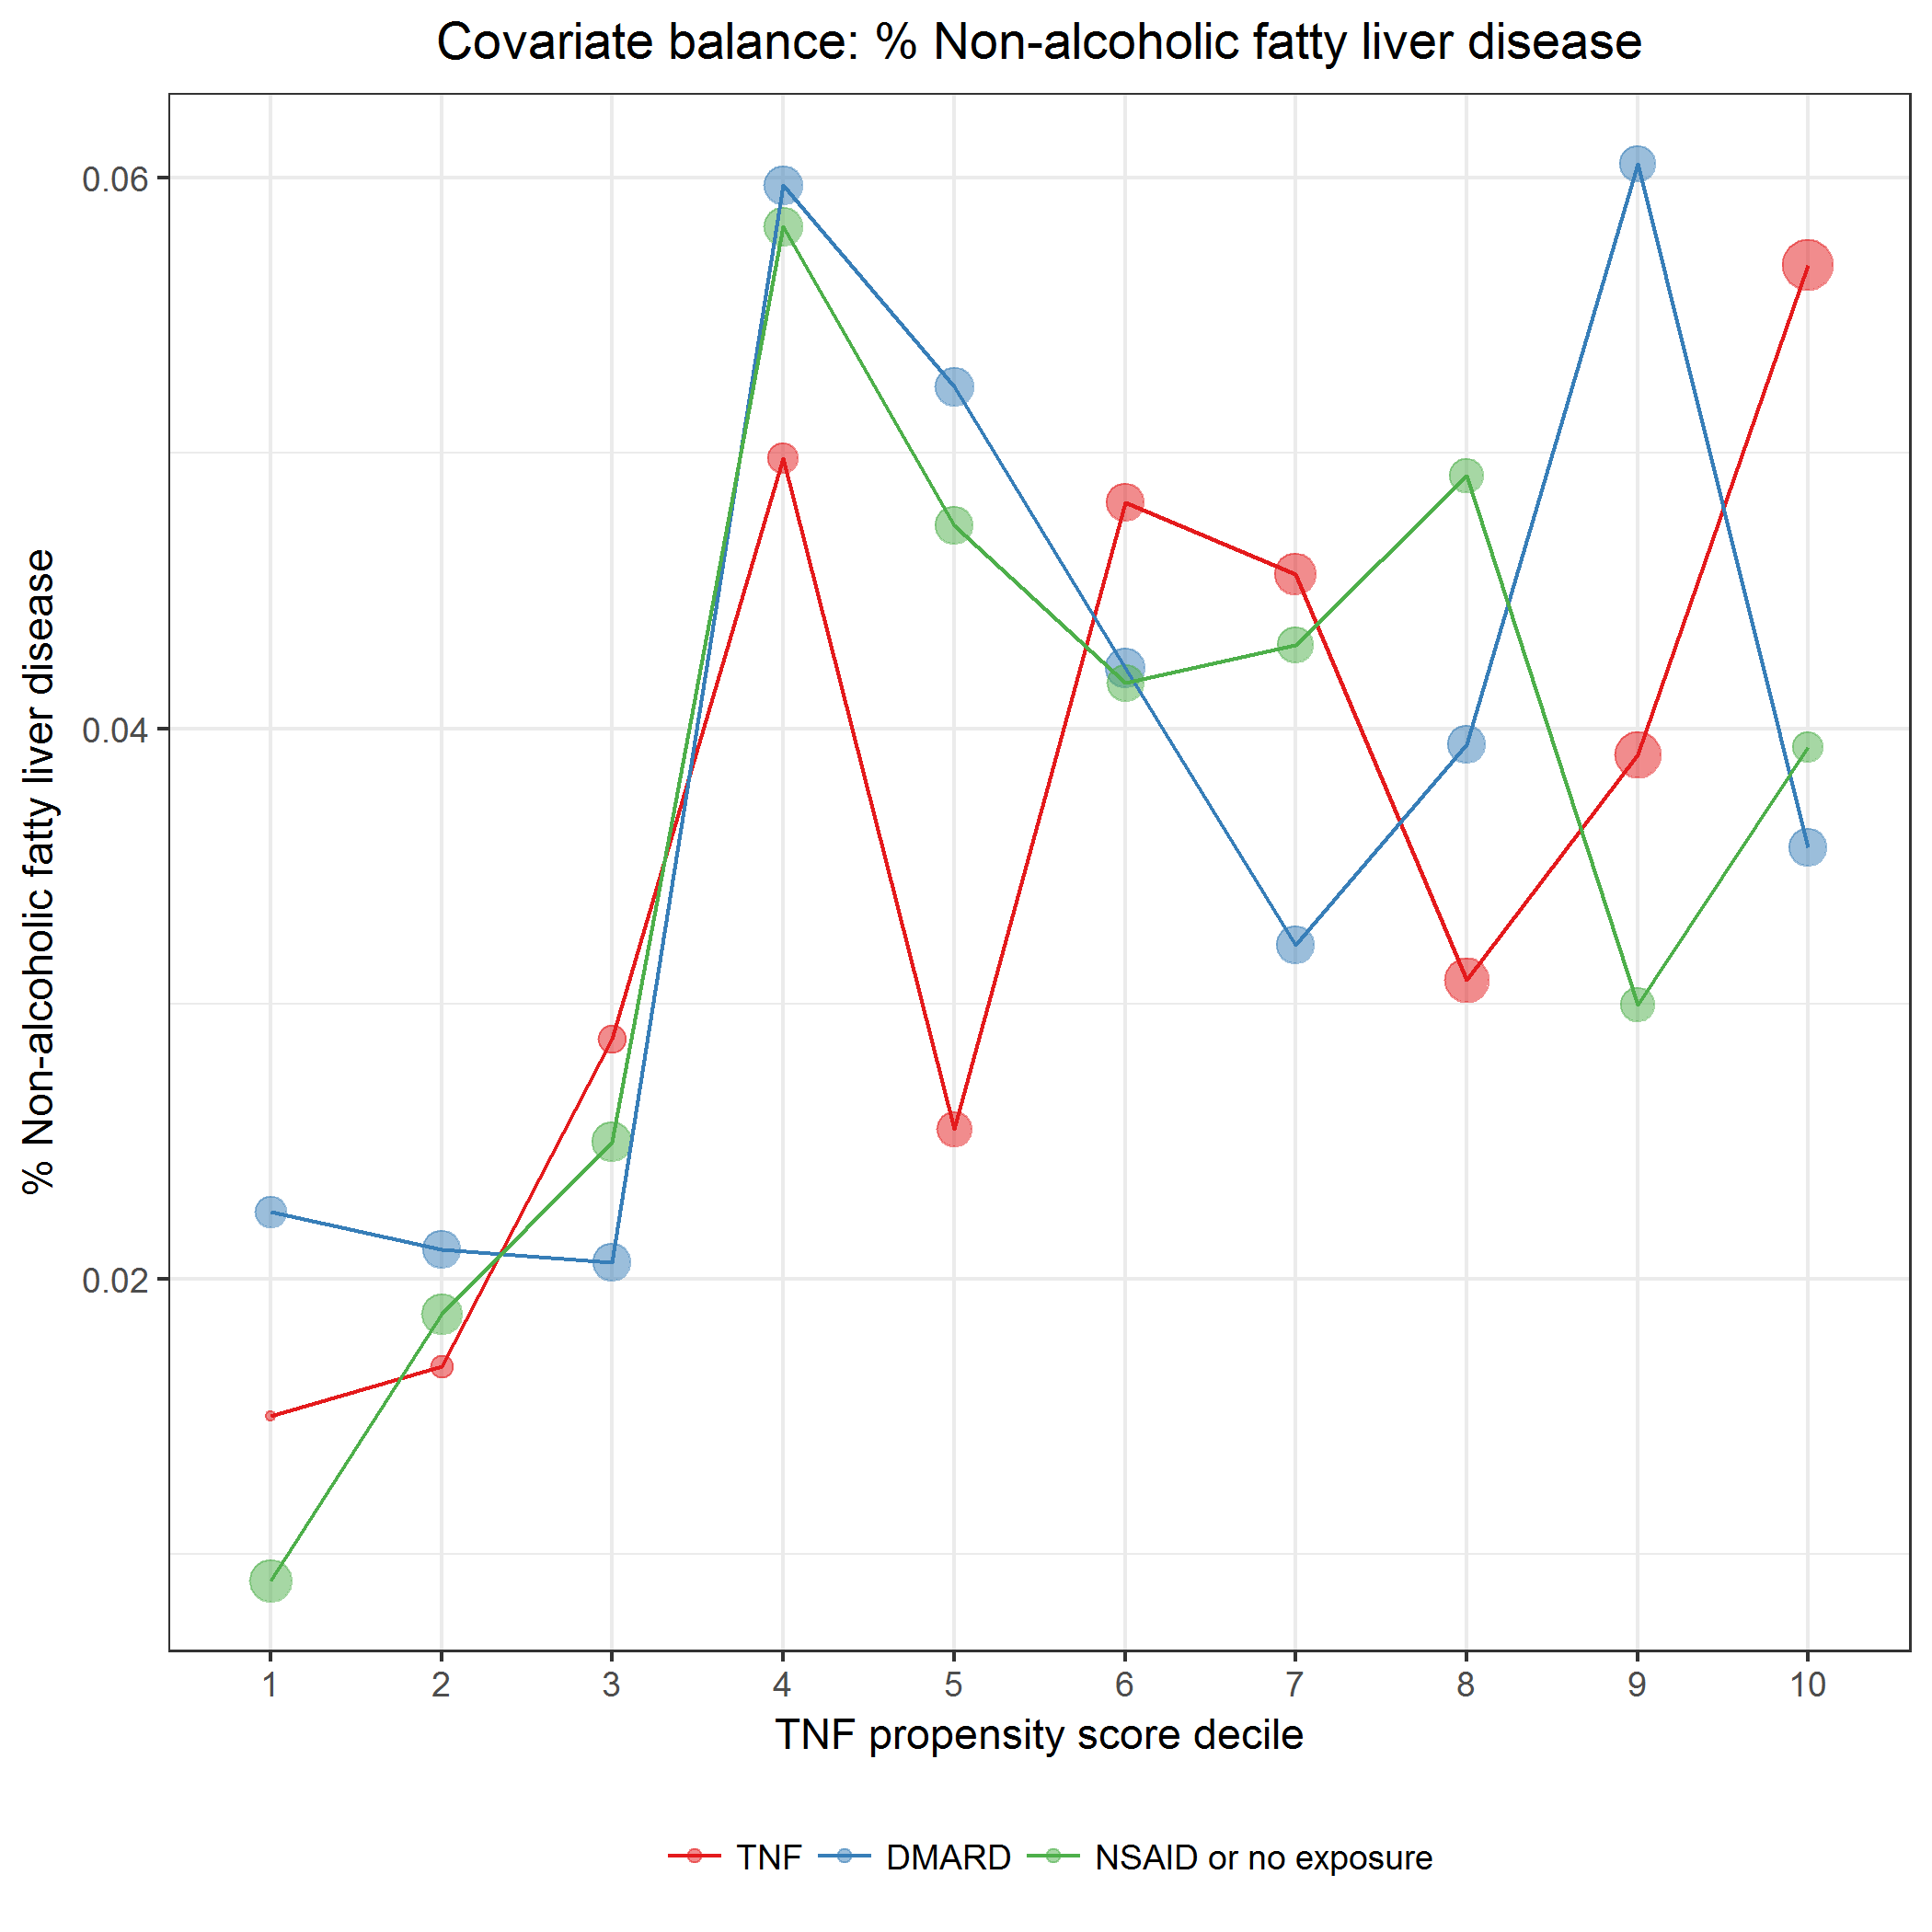 Covariate balance: % Non-alcoholic fatty liver disease
% Non-alcoholic fatty liver disease
0.06
0.04
0.02
1 2 3 4 5 6 7 8 9 10
TNF propensity score decile
TNF DMARD NSAID or no exposure